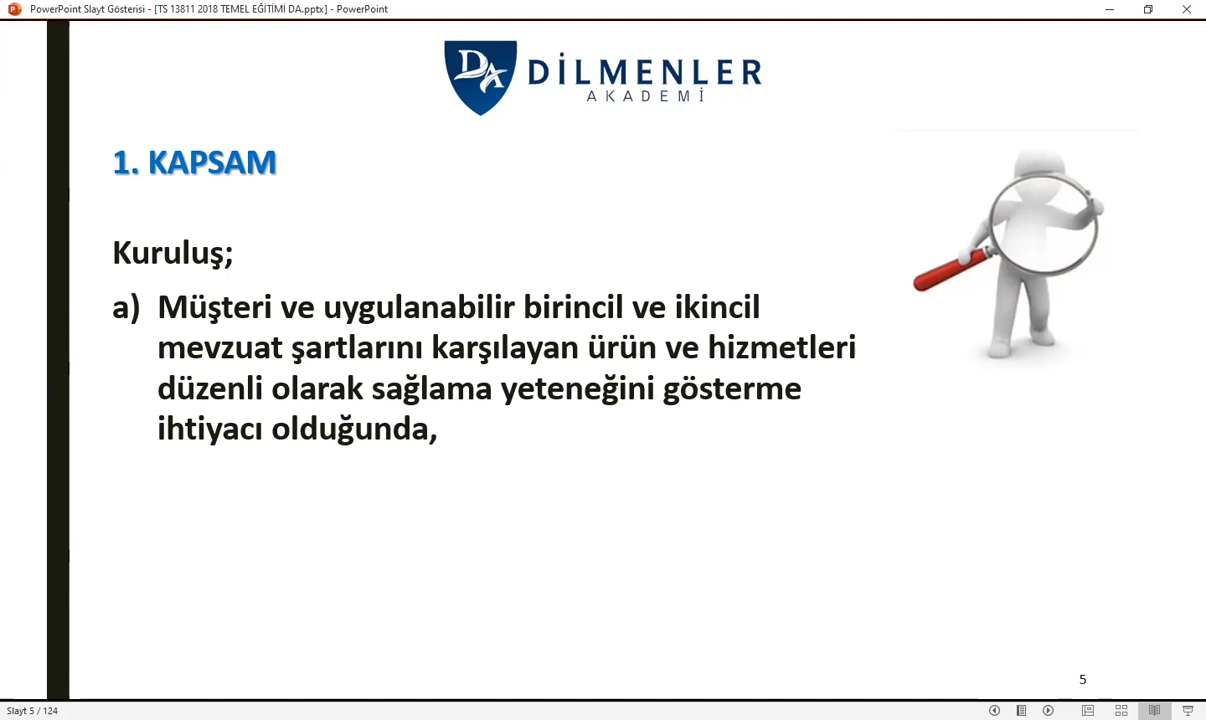 PowerPoint Slayt Gösterisi - [TS 13811 2018 TEMEL EĞİTİMİ DA.pptx] - PowerPoint
DA DİLMENLER
AKADEMİ
1. KAPSAM
Kuruluş;
a) Müşteri ve uygulanabilir birincil ve ikincil
mevzuat şartlarını karşılayan ürün ve hizmetleri
düzenli olarak sağlama yeteneğini gösterme
ihtiyacı olduğunda,
5
Slayt 5 / 124